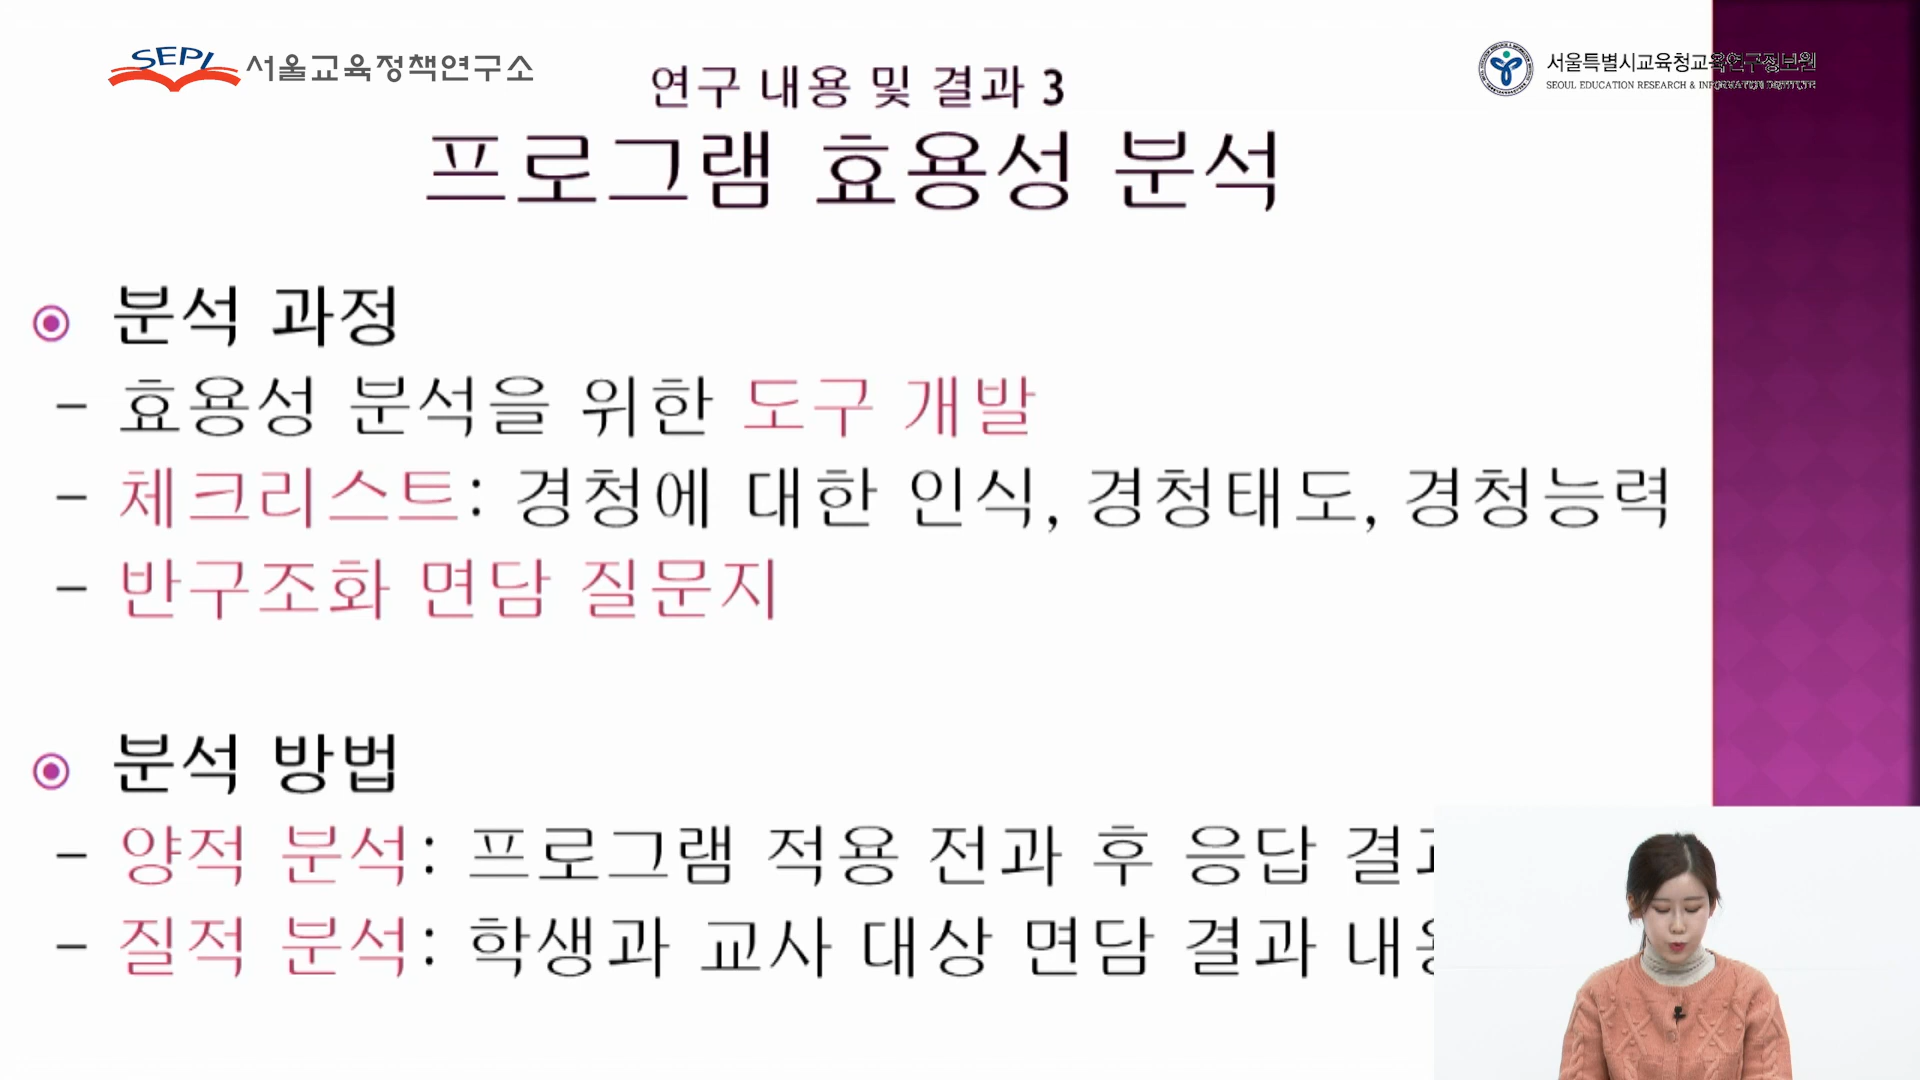 SEPI 서울교육정책연구소
서울특별시교육청교육연구정보원
SEOUL EDUCATION RESEARCH & INFORMATION INSTITUTE
연구 내용 및 결과 3
프로그램 효용성 분석
분석 과정
- 효용성 분석을 위한 도구 개발
- 체크리스트: 경청에 대한 인식, 경청태도, 경청능력
- 반구조화 면담 질문지
분석 방법
- 양적 분석: 프로그램 적용 전과 후 응답
- 질적 분석: 학생과 교사 대상 면담 결과